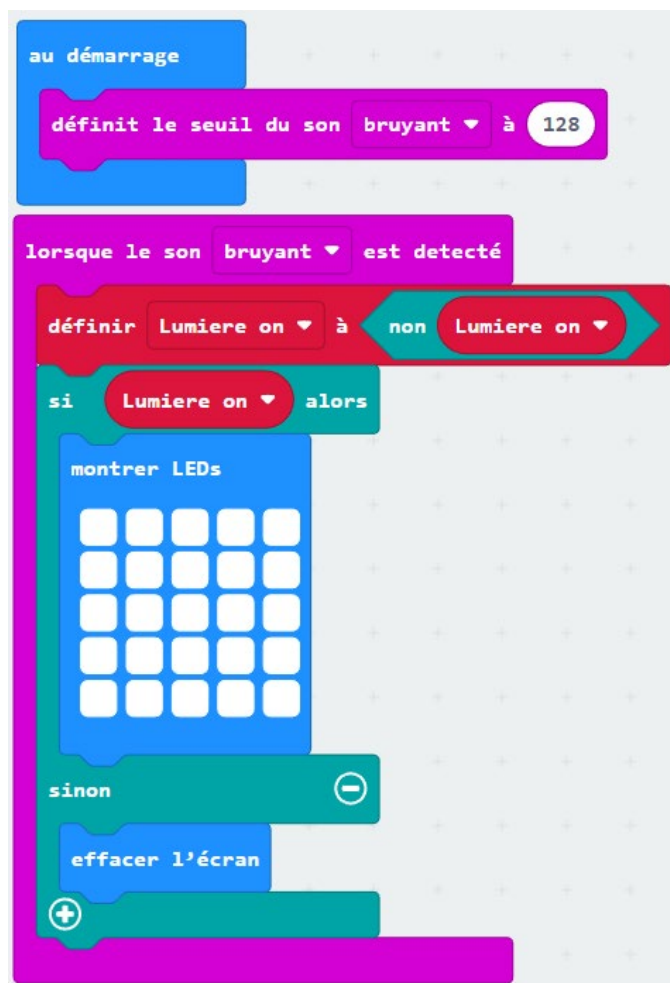 au démarrage
définit le seuil du son bruyant à 128
lorsque le son bruyant est detecté
définir Lumiere on à non Lumiere on
si Lumiere on alors
montrer LEDs
sinon
effacer l'écran